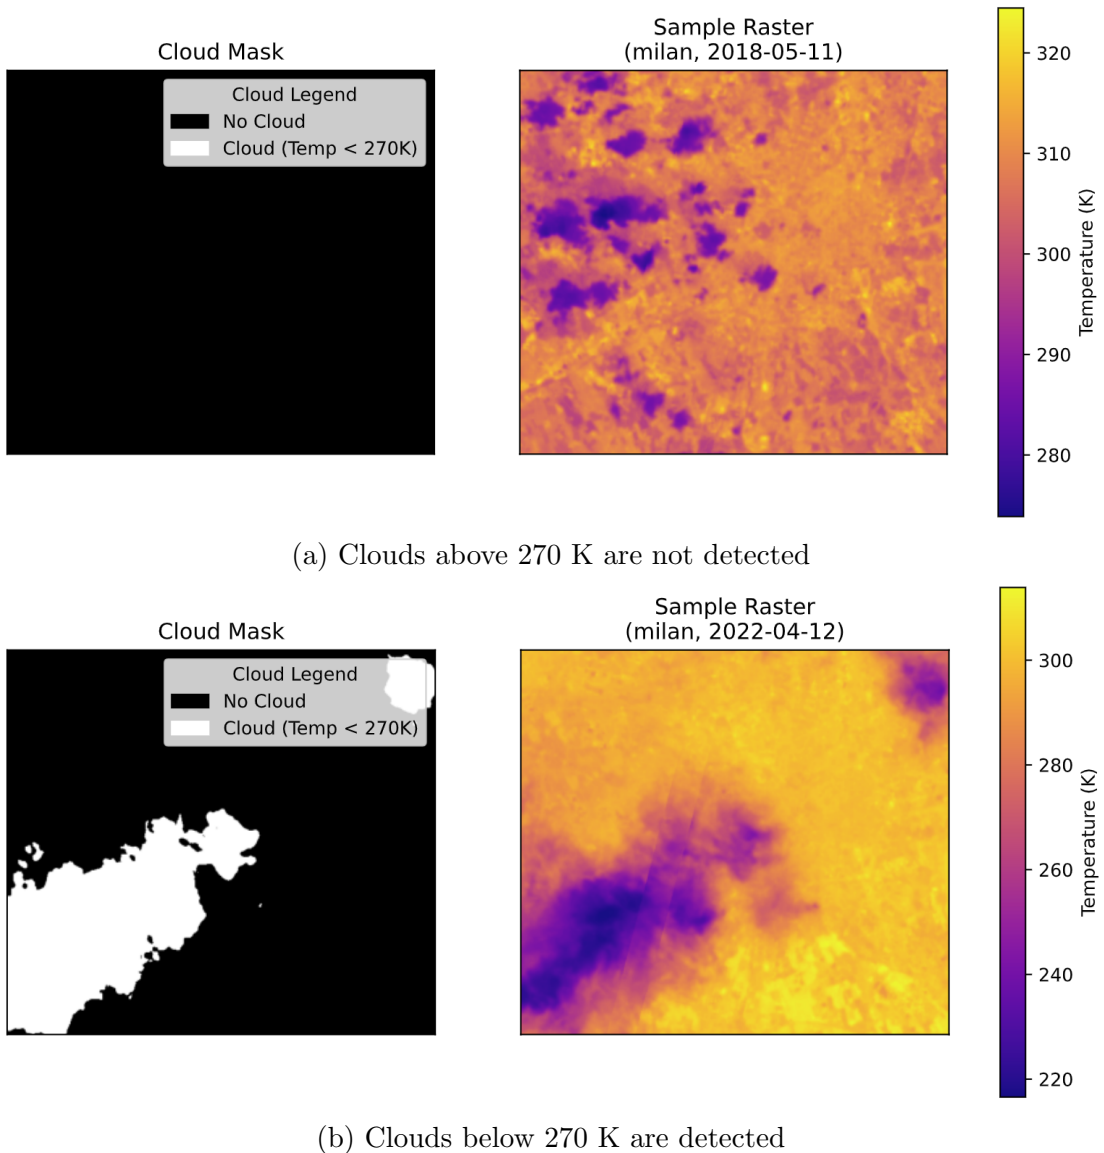 Cloud Mask
Cloud Legend
No Cloud
Cloud (Temp < 270K)
Sample Raster
(milan, 2018-05-11)
320
310
300
290
280
Temperature (K)
(a) Clouds above 270 K are not detected
Cloud Mask
Cloud Legend
No Cloud
Cloud (Temp < 270K)
Sample Raster
(milan, 2022-04-12)
300
280
260
240
220
Temperature (K)
(b) Clouds below 270 K are detected